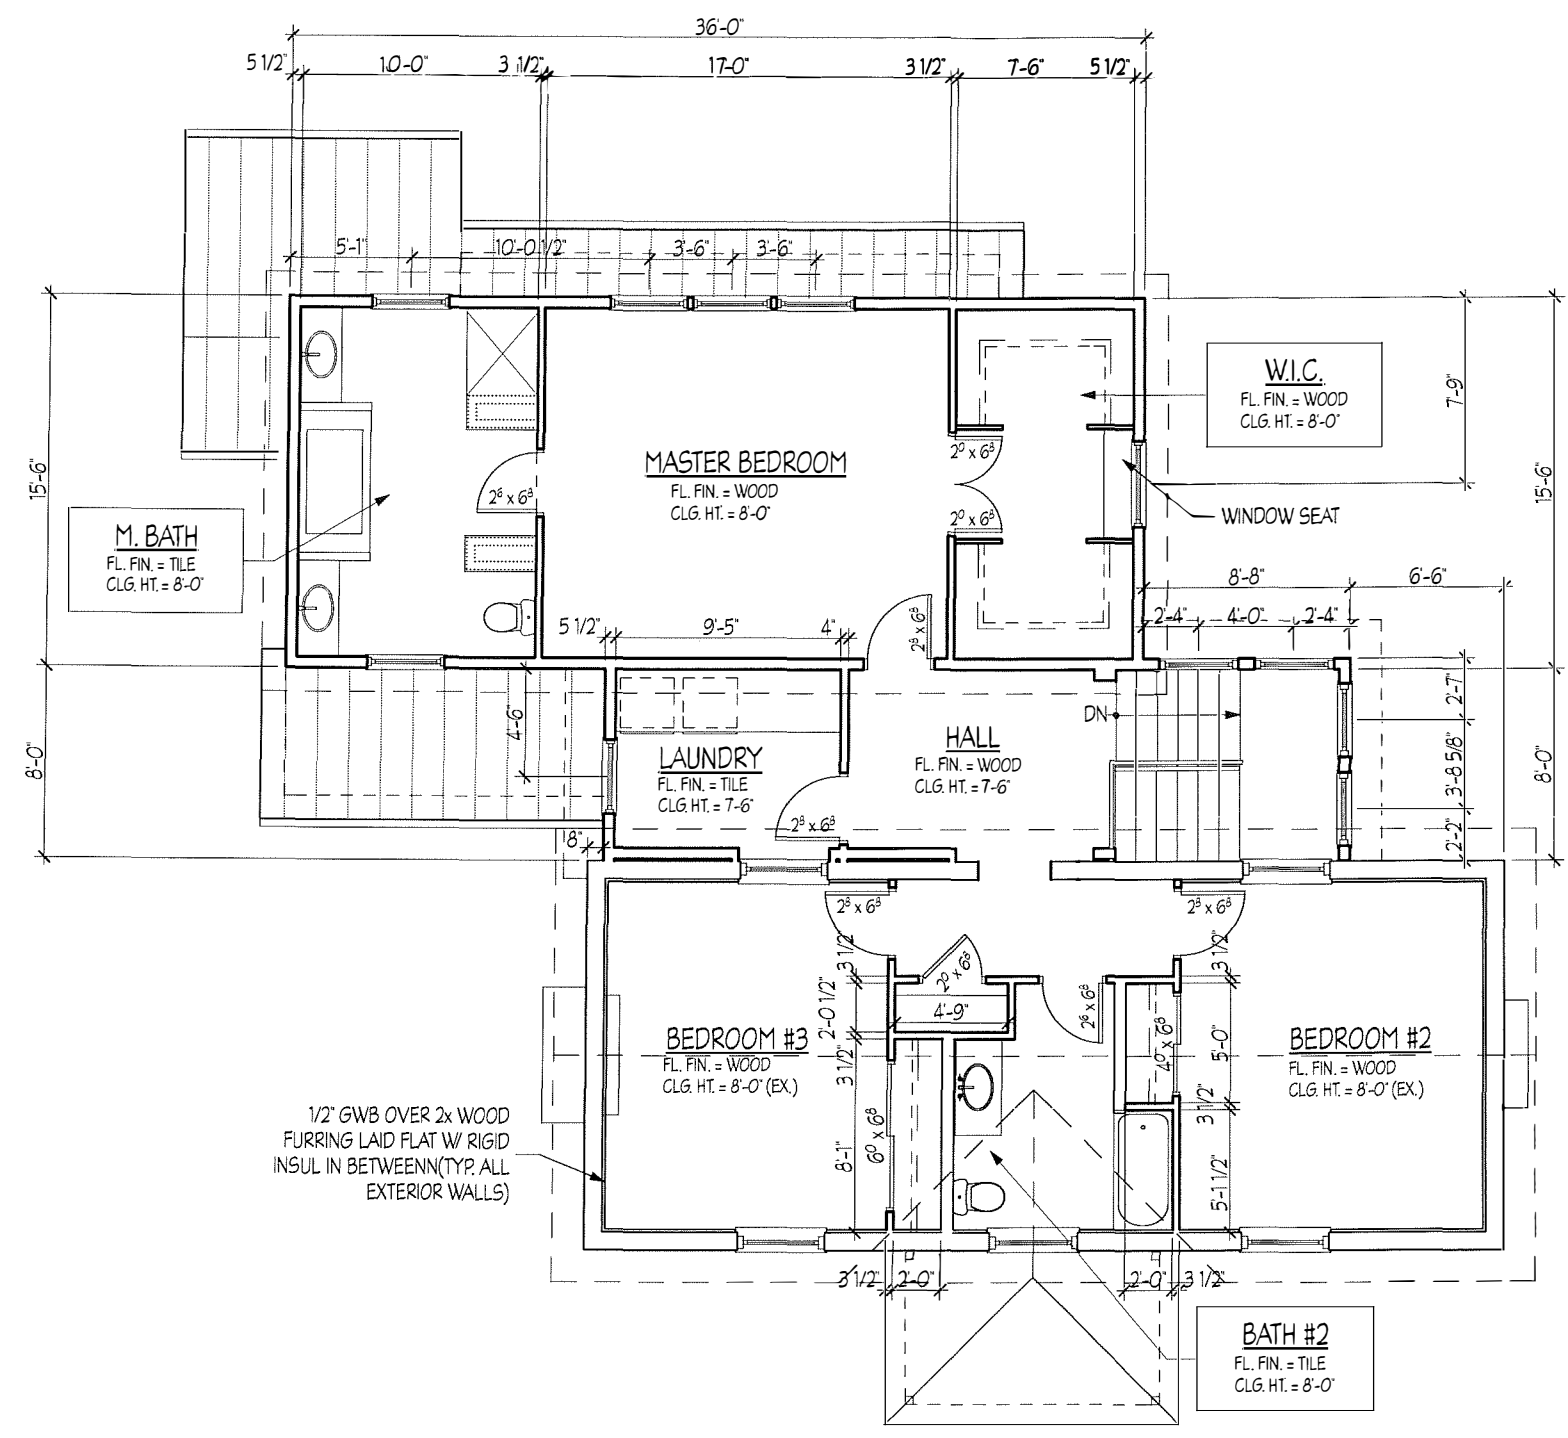 36'-0"
5 1/2" 10'-0" 3 1/2" 17'-0" 3 1/2" 7'-6" 5 1/2"
5'-1" 10'-0 1/2" 3'-6" 3'-6"
15'-6"
8'-0"
7'-9"
15'-6"
8'-0"
W.I.C.
FL. FIN. = WOOD
CLG. HT. = 8'-0"
MASTER BEDROOM
FL. FIN. = WOOD
CLG. HT. = 8'-0"
2⁰ x 6⁸
2⁰ x 6⁸
2⁶ x 6⁸
WINDOW SEAT
M. BATH
FL. FIN. = TILE
CLG. HT. = 8'-0"
8'-8" 6'-6"
2'-4" 4'-0" 2'-4"
5 1/2" 9'-5" 4"
2⁸ x 6⁸
4'-6"
DN
2'-7"
3'-8 5/8"
2'-2"
LAUNDRY
FL. FIN. = TILE
CLG. HT. = 7'-6"
HALL
FL. FIN. = WOOD
CLG. HT. = 7'-6"
2⁸ x 6⁸
8"
2⁸ x 6⁸
2⁸ x 6⁸
3 1/2"
2'-0 1/2"
3 1/2"
8'-1"
2⁰ x 6⁸
4'-9"
2⁶ x 6⁸
3 1/2"
5'-0"
3 1/2"
5'-1 1/2"
4⁰ x 6⁸
6⁰ x 6⁸
BEDROOM #3
FL. FIN. = WOOD
CLG. HT. = 8'-0" (EX.)
BEDROOM #2
FL. FIN. = WOOD
CLG. HT. = 8'-0" (EX.)
1/2" GWB OVER 2x WOOD
FURRING LAID FLAT W/ RIGID
INSUL IN BETWEENN(TYP. ALL
EXTERIOR WALLS)
3 1/2" 2'-0" 2'-0" 3 1/2"
BATH #2
FL. FIN. = TILE
CLG. HT. = 8'-0"